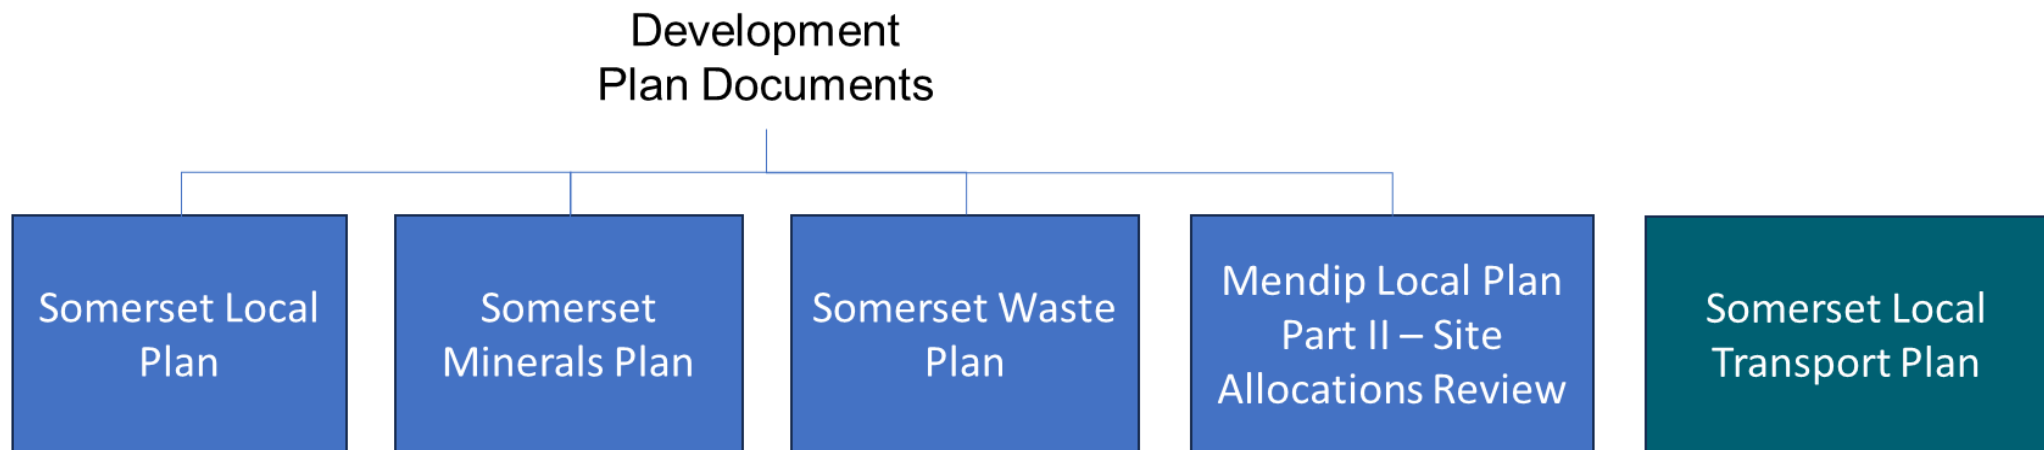 Development
Plan Documents
Somerset Local
Plan
Somerset
Minerals Plan
Somerset Waste
Plan
Mendip Local Plan
Part II – Site
Allocations Review
Somerset Local
Transport Plan